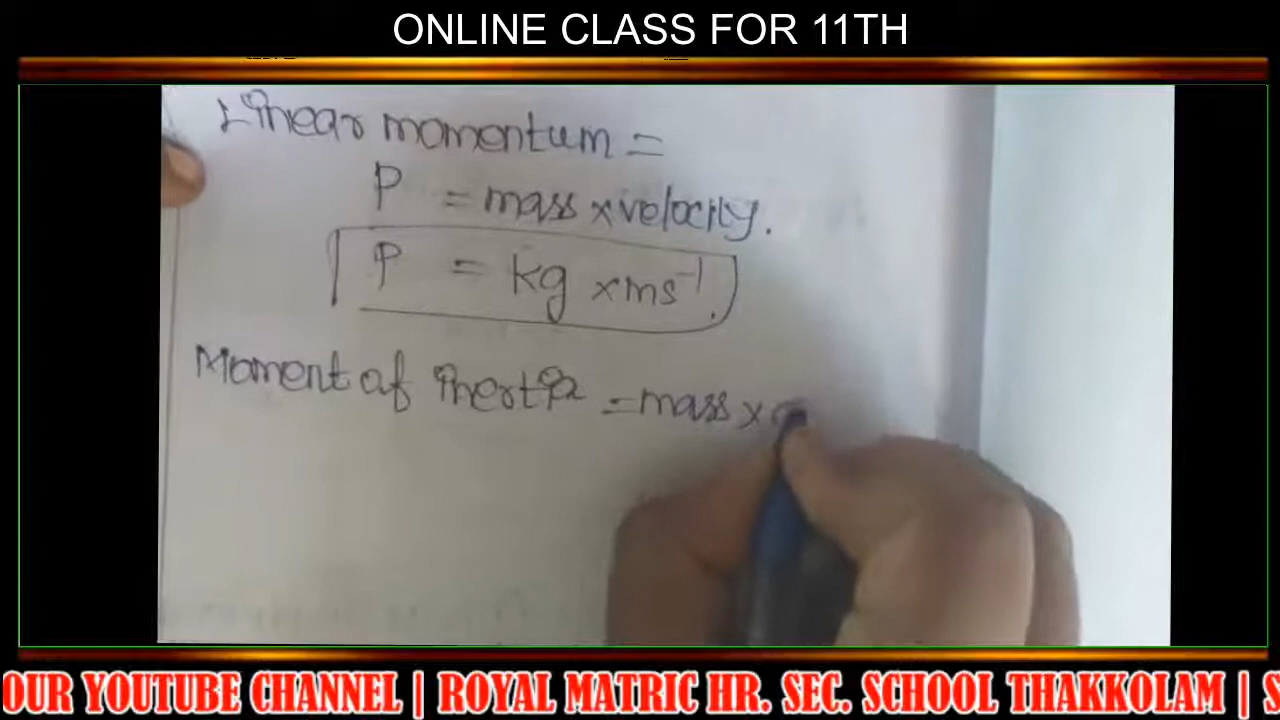 ONLINE CLASS FOR 11TH
Linear momentum =
P = mass x velocity.
P = kg x ms⁻¹.
Moment of inertia = mass x
OUR YOUTUBE CHANNEL | ROYAL MATRIC HR. SEC. SCHOOL THAKKOLAM | S